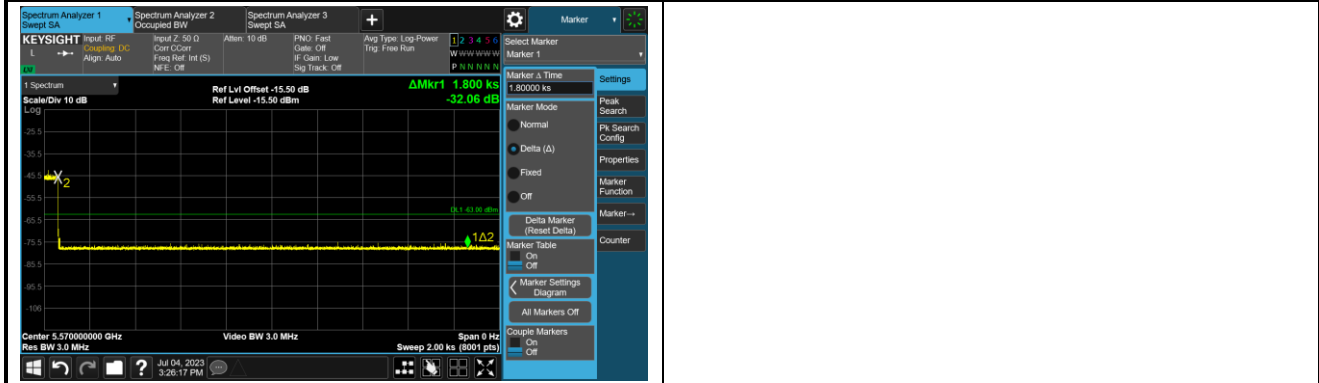 Spectrum Analyzer 1
Swept SA
Spectrum Analyzer 2
Occupied BW
Spectrum Analyzer 3
Swept SA
+
Marker
KEYSIGHT
L
Input: RF
Coupling: DC
Align: Auto
Input Z: 50 Ω
Corr CCorr
Freq Ref: Int (S)
NFE: Off
Atten: 10 dB
PNO: Fast
Gate: Off
IF Gain: Low
Sig Track: Off
Avg Type: Log-Power
Trig: Free Run
1 2 3 4 5 6
W W W W W W
P N N N N N
Select Marker
Marker 1
1 Spectrum
Scale/Div 10 dB
Log
Ref Lvl Offset -15.50 dB
Ref Level -15.50 dBm
ΔMkr1 1.800 ks
-32.06 dB
-25.5
-35.5
-45.5
-55.5
-65.5
-75.5
-85.5
-95.5
-106
2
DL1 -63.90 dBm
1Δ2
Center 5.570000000 GHz
Res BW 3.0 MHz
Video BW 3.0 MHz
Span 0 Hz
Sweep 2.00 ks (8001 pts)
Marker Δ Time
1.80000 ks
Marker Mode
Normal
Delta (Δ)
Fixed
Off
Delta Marker
(Reset Delta)
Marker Table
On
Off
Marker Settings
Diagram
All Markers Off
Couple Markers
On
Off
Settings
Peak
Search
Pk Search
Config
Properties
Marker
Function
Marker→
Counter
?
Jul 04, 2023
3:26:17 PM